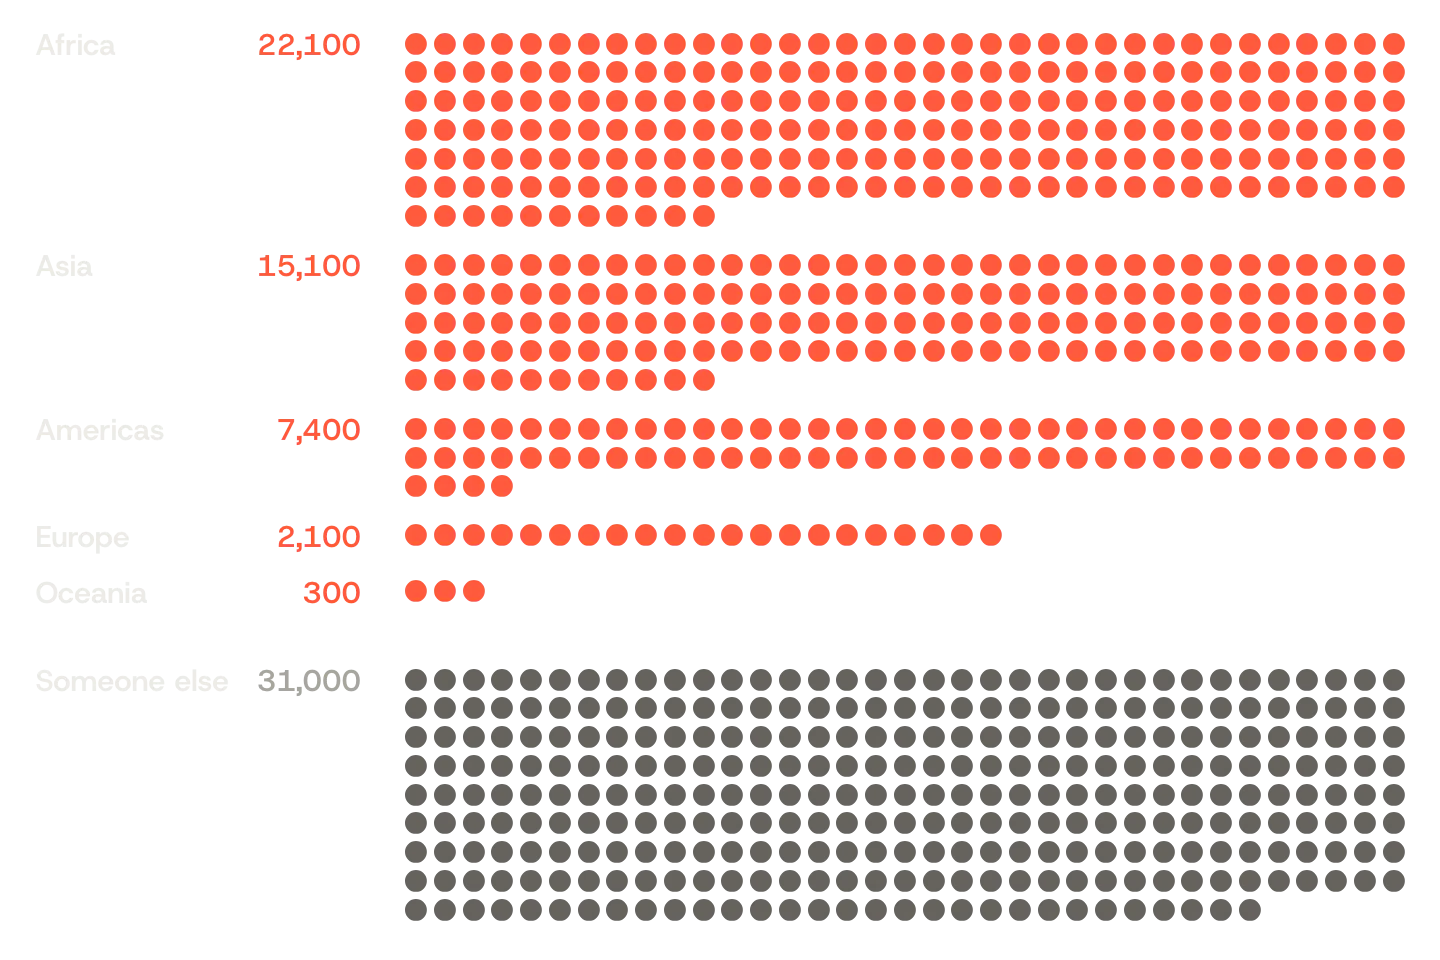 Africa 22,100
Asia 15,100
Americas 7,400
Europe 2,100
Oceania 300
Someone else 31,000